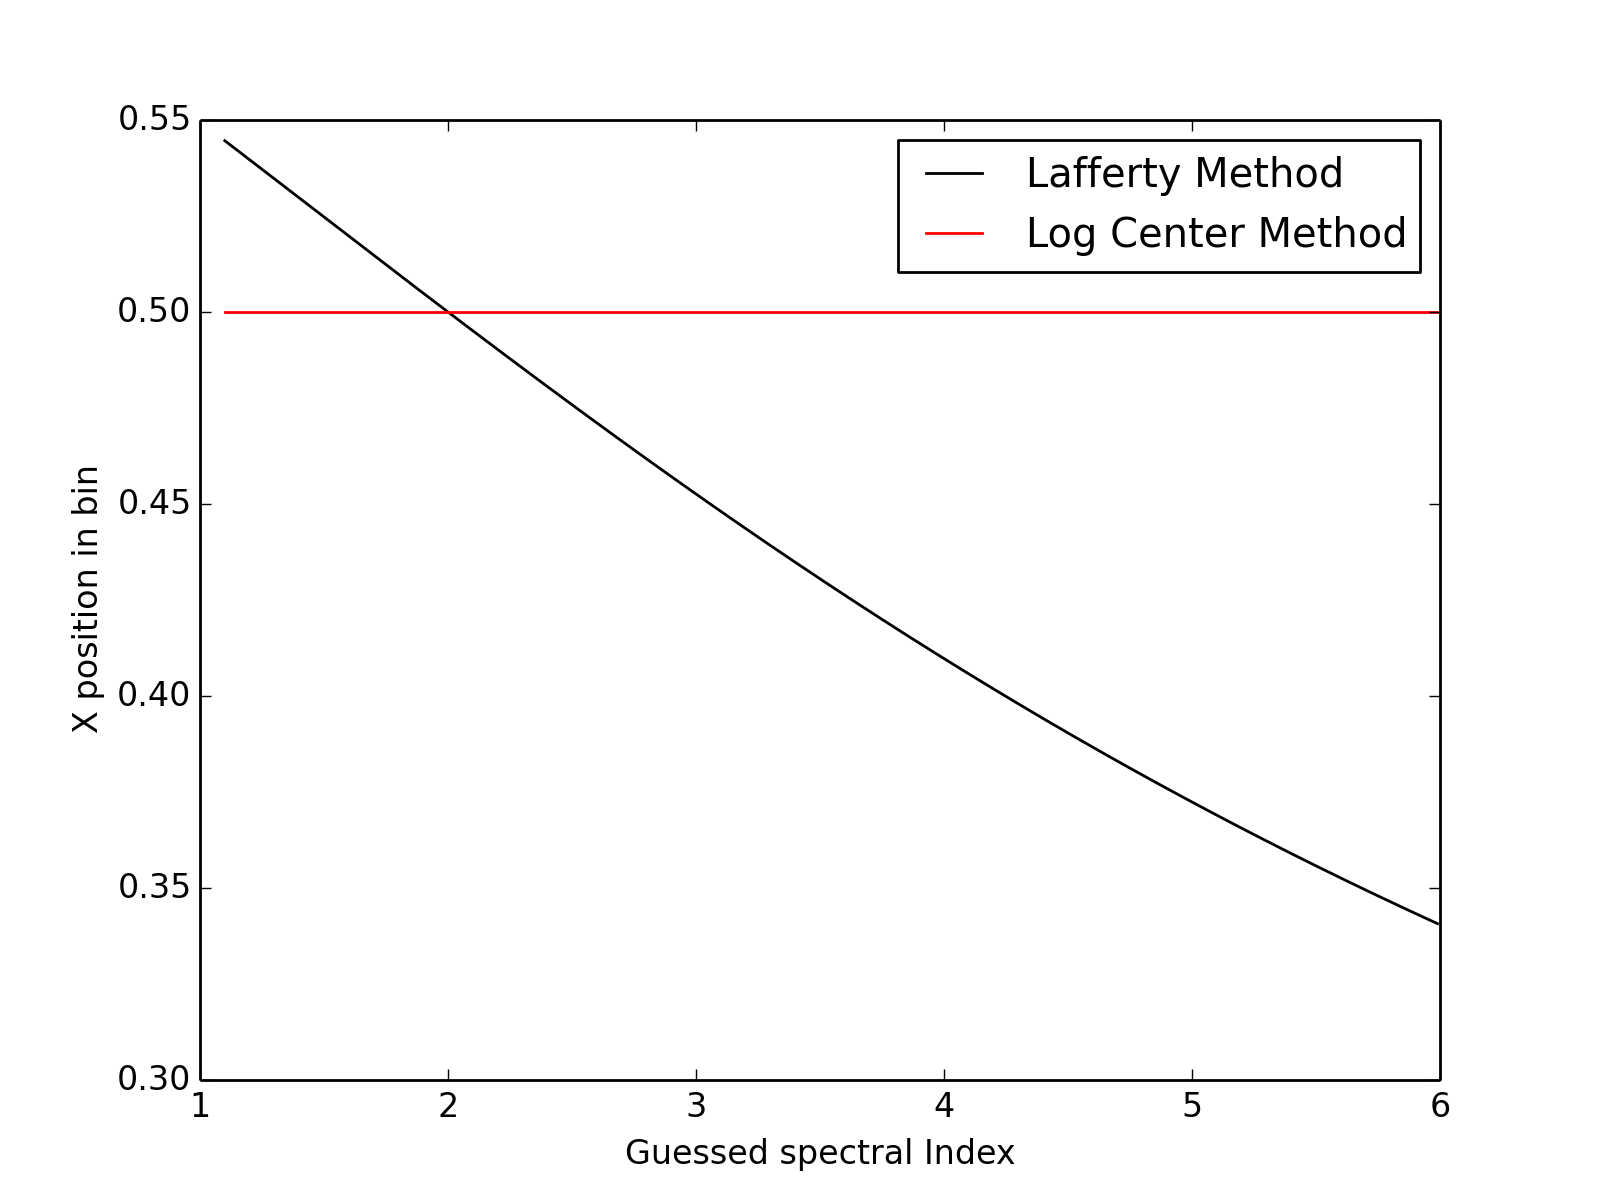 0.55
0.50
0.45
0.40
0.35
0.30
X position in bin
Lafferty Method
Log Center Method
1 2 3 4 5 6
Guessed spectral Index